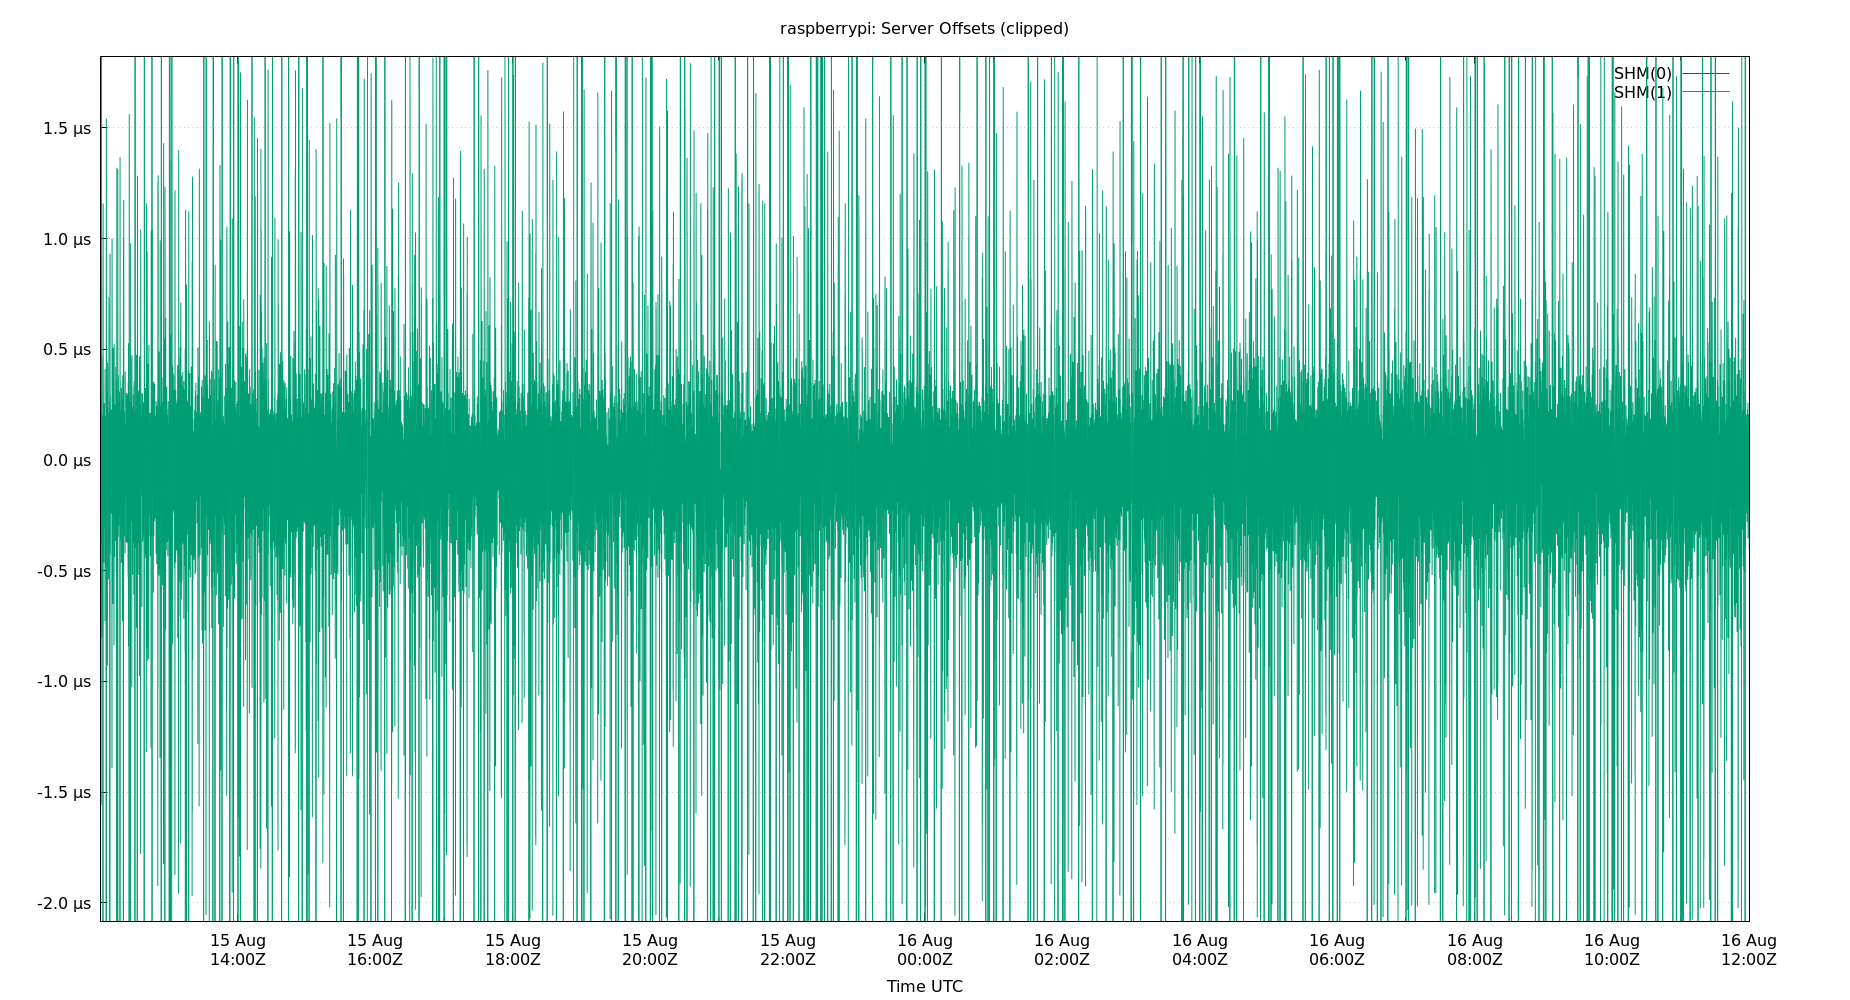 raspberrypi: Server Offsets (clipped)
SHM(0)
SHM(1)
1.5 µs
1.0 µs
0.5 µs
0.0 µs
-0.5 µs
-1.0 µs
-1.5 µs
-2.0 µs
15 Aug 15 Aug 15 Aug 15 Aug 15 Aug 16 Aug 16 Aug 16 Aug 16 Aug 16 Aug 16 Aug 16 Aug
14:00Z 16:00Z 18:00Z 20:00Z 22:00Z 00:00Z 02:00Z 04:00Z 06:00Z 08:00Z 10:00Z 12:00Z
Time UTC